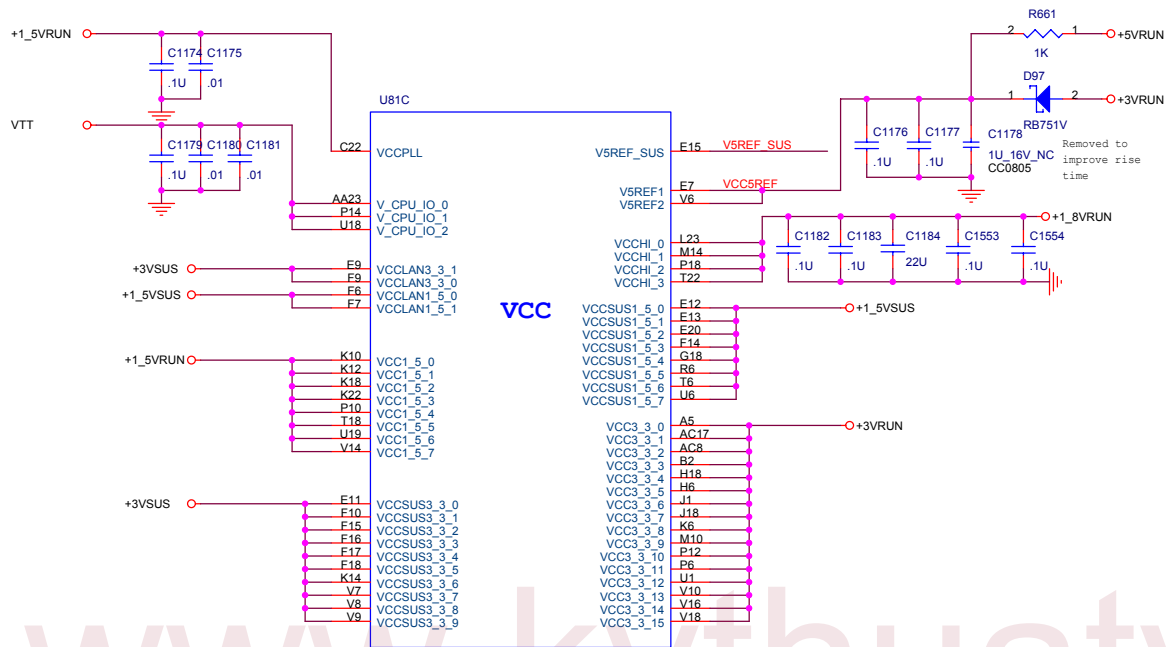 +1_5VRUN
C1174
.1U
C1175
.01
VTT
C1179
.1U
C1180
.01
C1181
.01
U81C
VCC
C22 VCCPLL
AA23 V_CPU_IO_0
P14 V_CPU_IO_1
U18 V_CPU_IO_2
+3VSUS
E9 VCCLAN3_3_1
F9 VCCLAN3_3_0
+1_5VSUS
F6 VCCLAN1_5_0
F7 VCCLAN1_5_1
+1_5VRUN
K10 VCC1_5_0
K12 VCC1_5_1
K18 VCC1_5_2
K22 VCC1_5_3
P10 VCC1_5_4
T18 VCC1_5_5
U19 VCC1_5_6
V14 VCC1_5_7
+3VSUS
E11 VCCSUS3_3_0
F10 VCCSUS3_3_1
F15 VCCSUS3_3_2
F16 VCCSUS3_3_3
F17 VCCSUS3_3_4
F18 VCCSUS3_3_5
K14 VCCSUS3_3_6
V7 VCCSUS3_3_7
V8 VCCSUS3_3_8
V9 VCCSUS3_3_9
R661
2 1
1K
+5VRUN
D97
1 2
RB751V
+3VRUN
C1176
.1U
C1177
.1U
C1178
1U_16V_NC
CC0805
Removed to
improve rise
time
V5REF_SUS E15 V5REF_SUS
V5REF1 E7 VCC5REF
V5REF2 V6
+1_8VRUN
C1182
.1U
C1183
.1U
C1184
22U
C1553
.1U
C1554
.1U
VCCHI_0 L23
VCCHI_1 M14
VCCHI_2 P18
VCCHI_3 T22
VCCSUS1_5_0 E12
VCCSUS1_5_1 E13
VCCSUS1_5_2 E20
VCCSUS1_5_3 F14
VCCSUS1_5_4 G18
VCCSUS1_5_5 R6
VCCSUS1_5_6 T6
VCCSUS1_5_7 U6
+1_5VSUS
VCC3_3_0 A5
VCC3_3_1 AC17
VCC3_3_2 AC8
VCC3_3_3 B2
VCC3_3_4 H18
VCC3_3_5 H6
VCC3_3_6 J1
VCC3_3_7 J18
VCC3_3_8 K6
VCC3_3_9 M10
VCC3_3_10 P12
VCC3_3_11 P6
VCC3_3_12 U1
VCC3_3_13 V10
VCC3_3_14 V16
VCC3_3_15 V18
+3VRUN